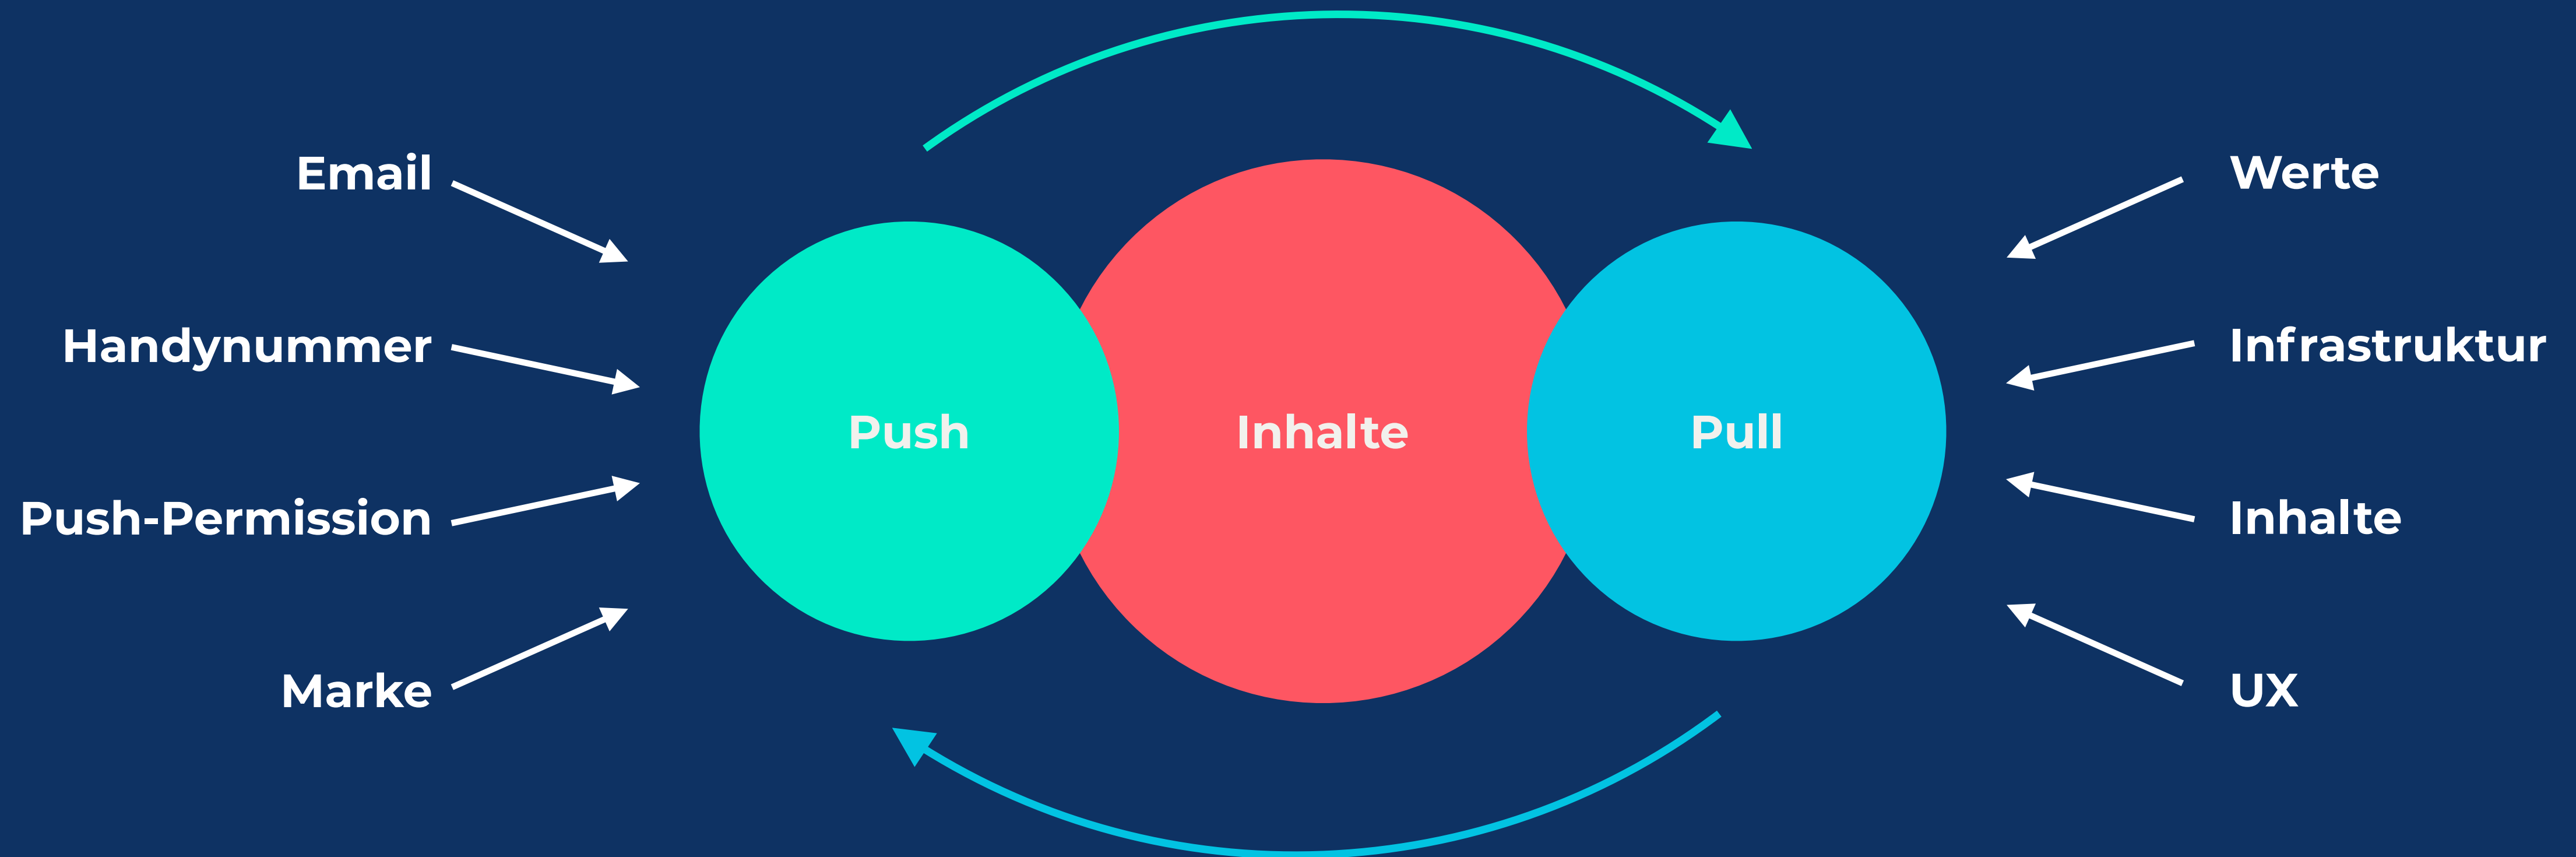 Email
Handynummer
Push-Permission
Marke
Push
Inhalte
Pull
Werte
Infrastruktur
Inhalte
UX